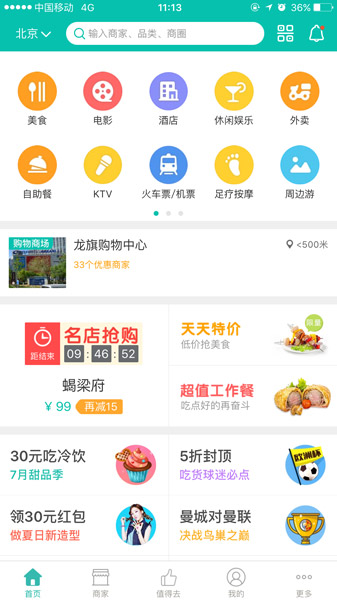 中国移动 4G 11:13 36%
北京 输入商家、品类、商圈
美食 电影 酒店 休闲娱乐 外卖
自助餐 KTV 火车票/机票 足疗按摩 周边游
购物商场
龙旗购物中心 <500米
33个优惠商家
名店抢购
距结束 09:46:52
蝎梁府
¥ 99 再减15
天天特价
低价抢美食
限量
超值工作餐
吃点好的再奋斗
30元吃冷饮
7月甜品季
5折封顶
吃货球迷必点
欧洲杯
领30元红包
做夏日新造型
曼城对曼联
决战鸟巢之巅
首页 商家 值得去 我的 更多